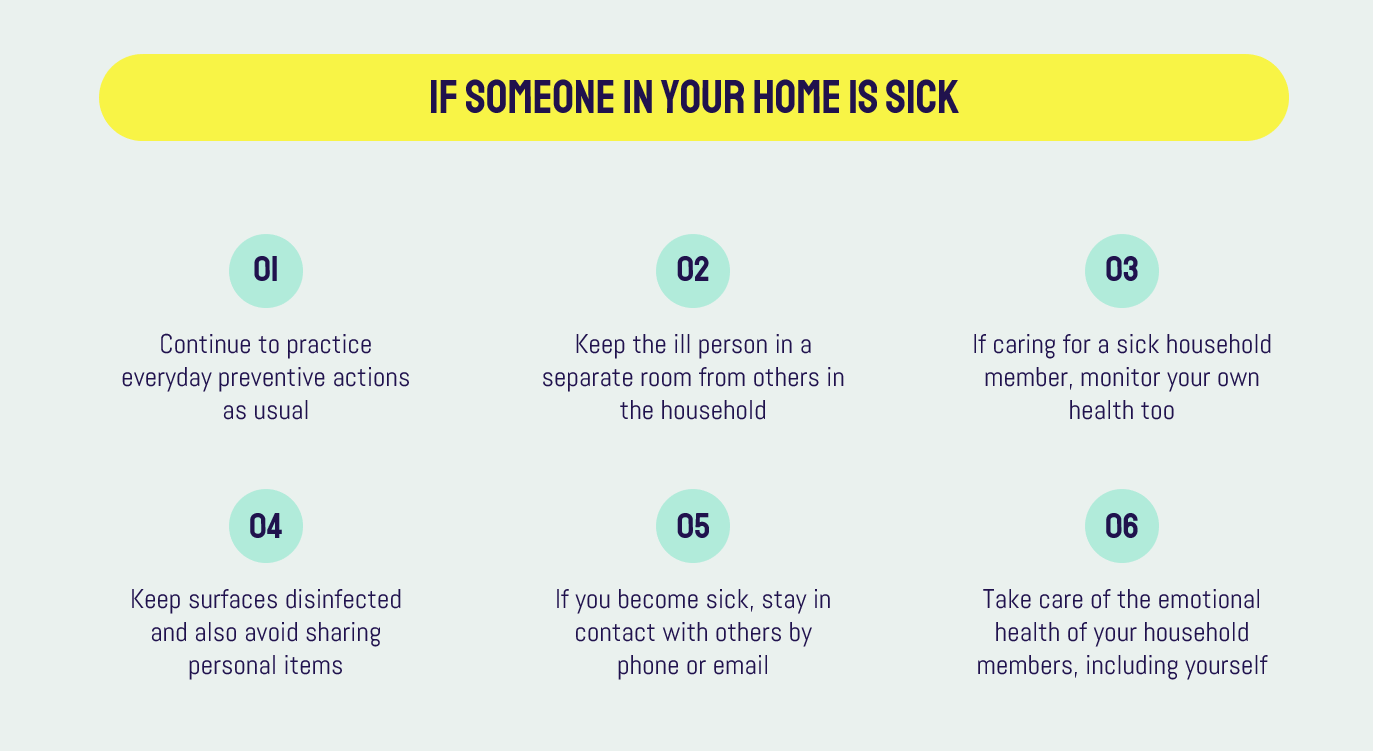 IF SOMEONE IN YOUR HOME IS SICK
01
Continue to practice
everyday preventive actions
as usual
02
Keep the ill person in a
separate room from others in
the household
03
If caring for a sick household
member, monitor your own
health too
04
Keep surfaces disinfected
and also avoid sharing
personal items
05
If you become sick, stay in
contact with others by
phone or email
06
Take care of the emotional
health of your household
members, including yourself